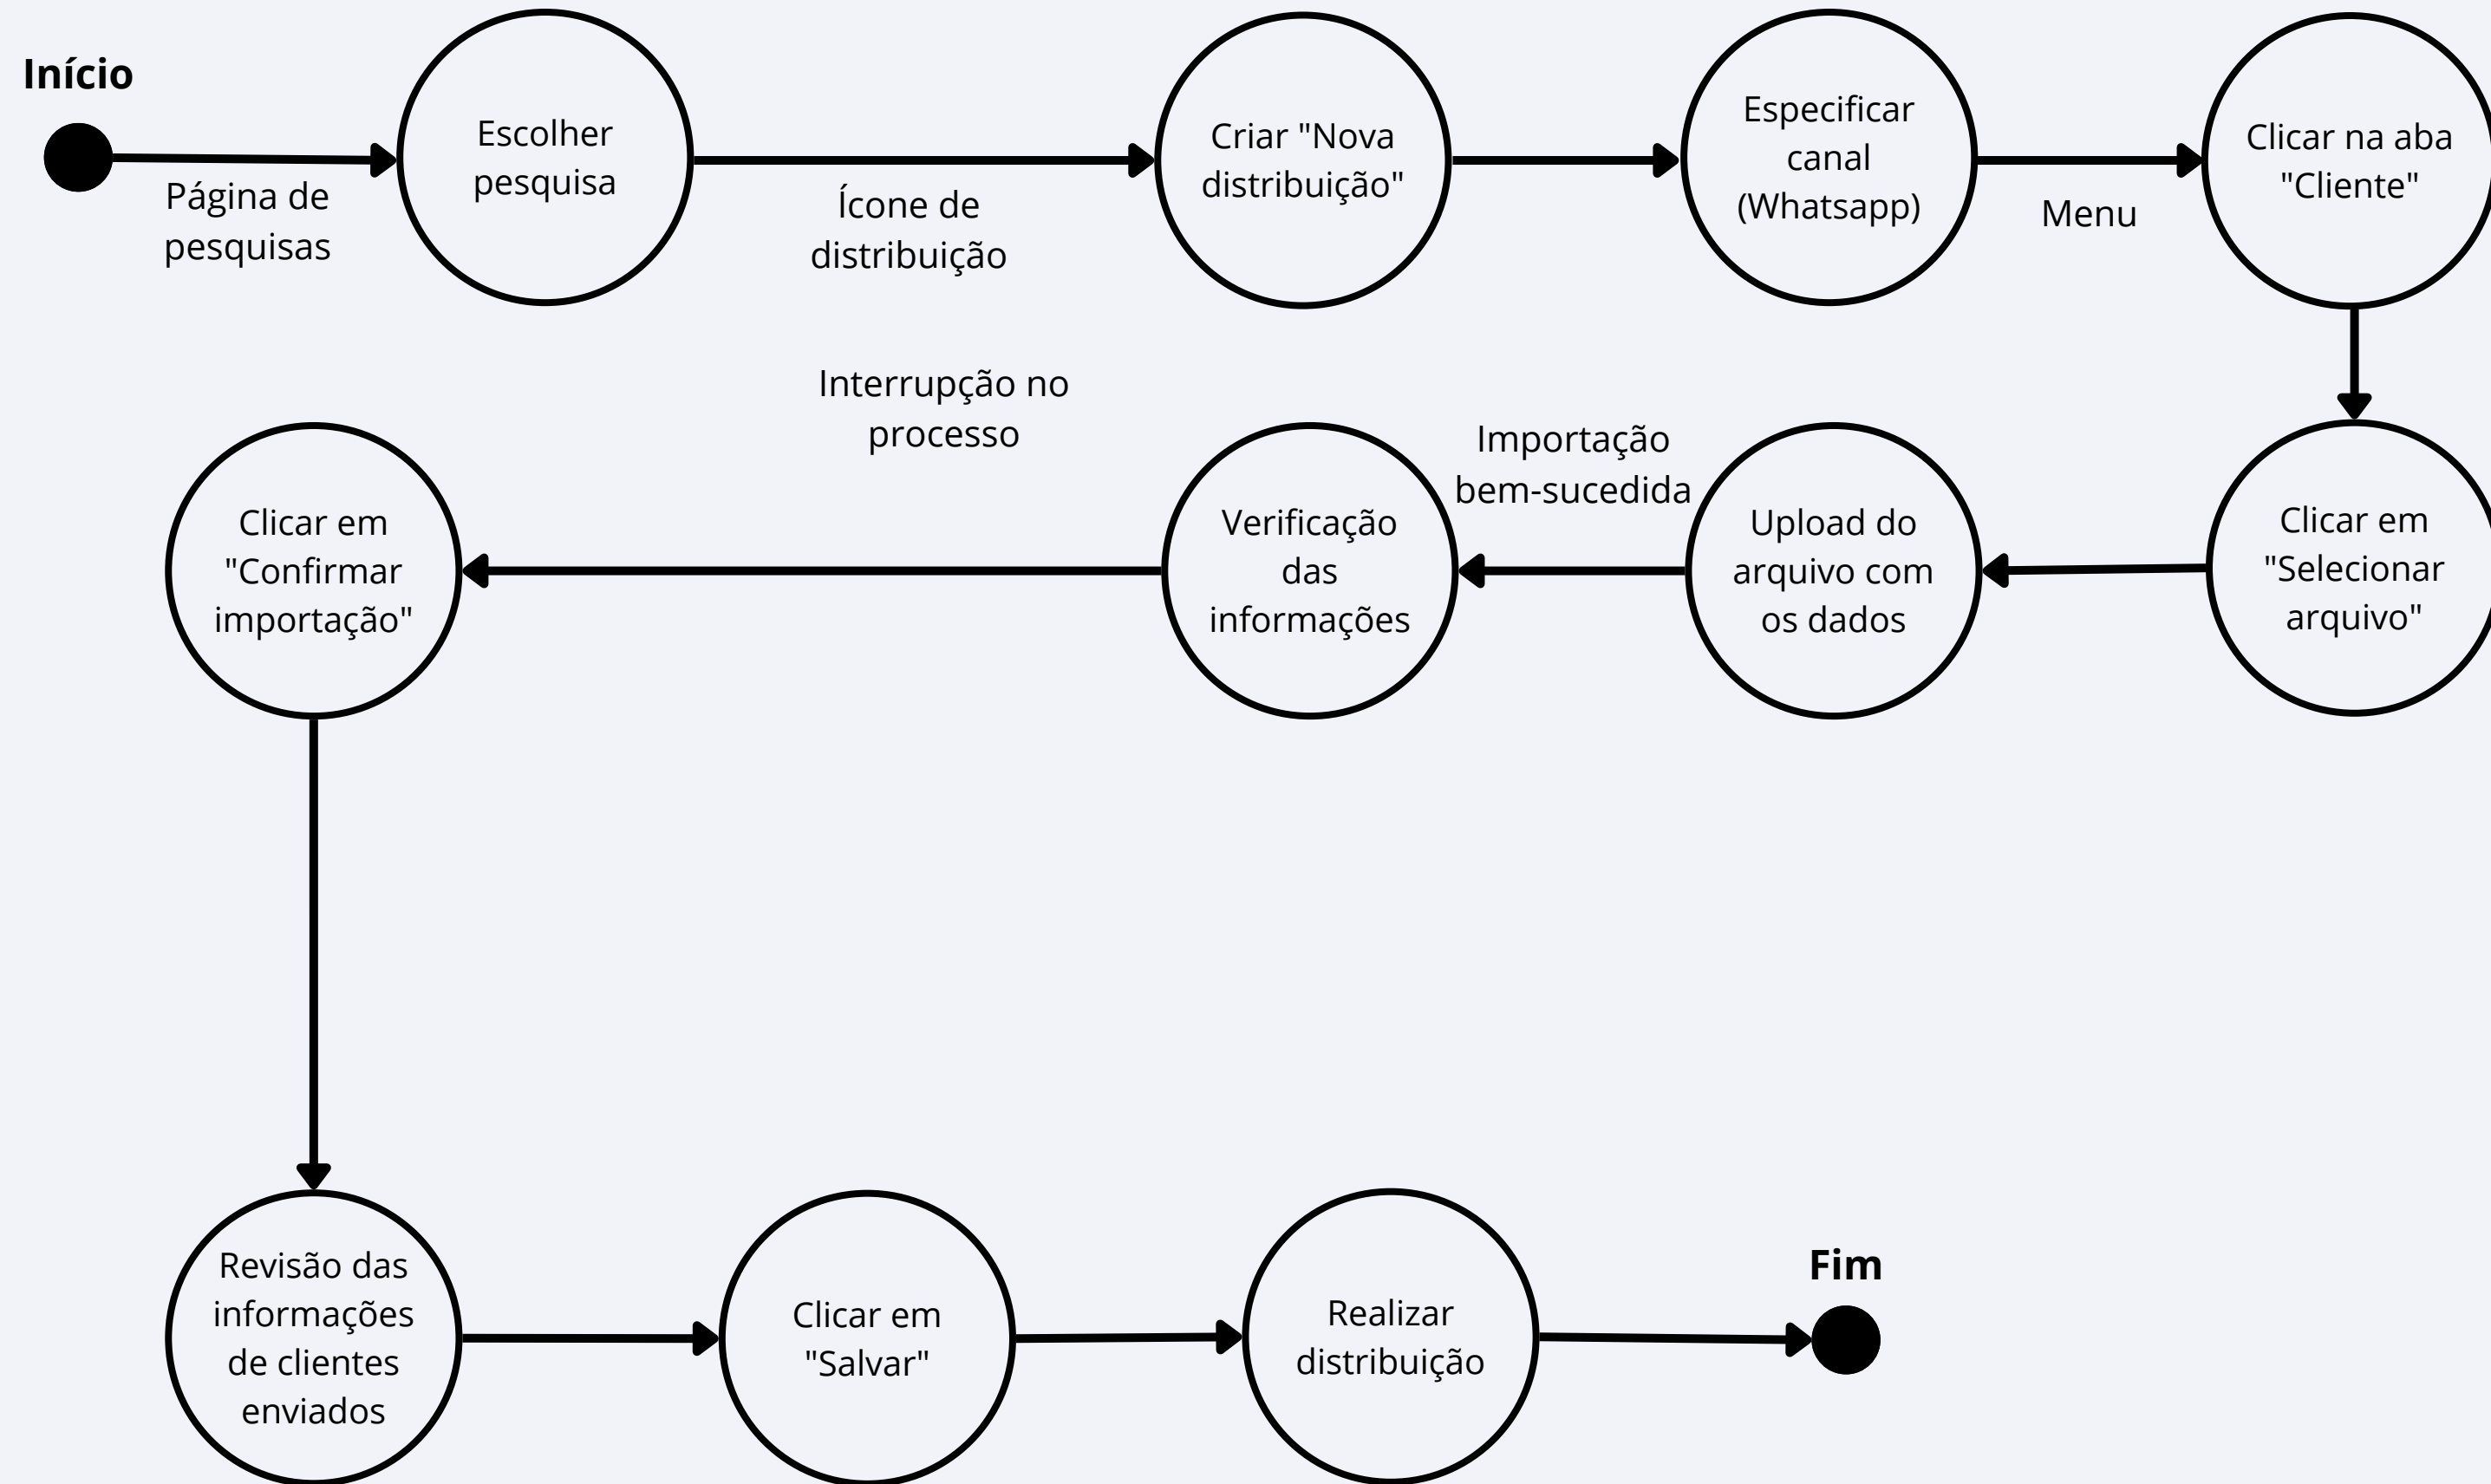 Início
Página de
pesquisas
Escolher
pesquisa
Ícone de
distribuição
Criar "Nova
distribuição"
Especificar
canal
(Whatsapp)
Menu
Clicar na aba
"Cliente"
Clicar em
"Selecionar
arquivo"
Upload do
arquivo com
os dados
Importação
bem-sucedida
Verificação
das
informações
Interrupção no
processo
Clicar em
"Confirmar
importação"
Revisão das
informações
de clientes
enviados
Clicar em
"Salvar"
Realizar
distribuição
Fim